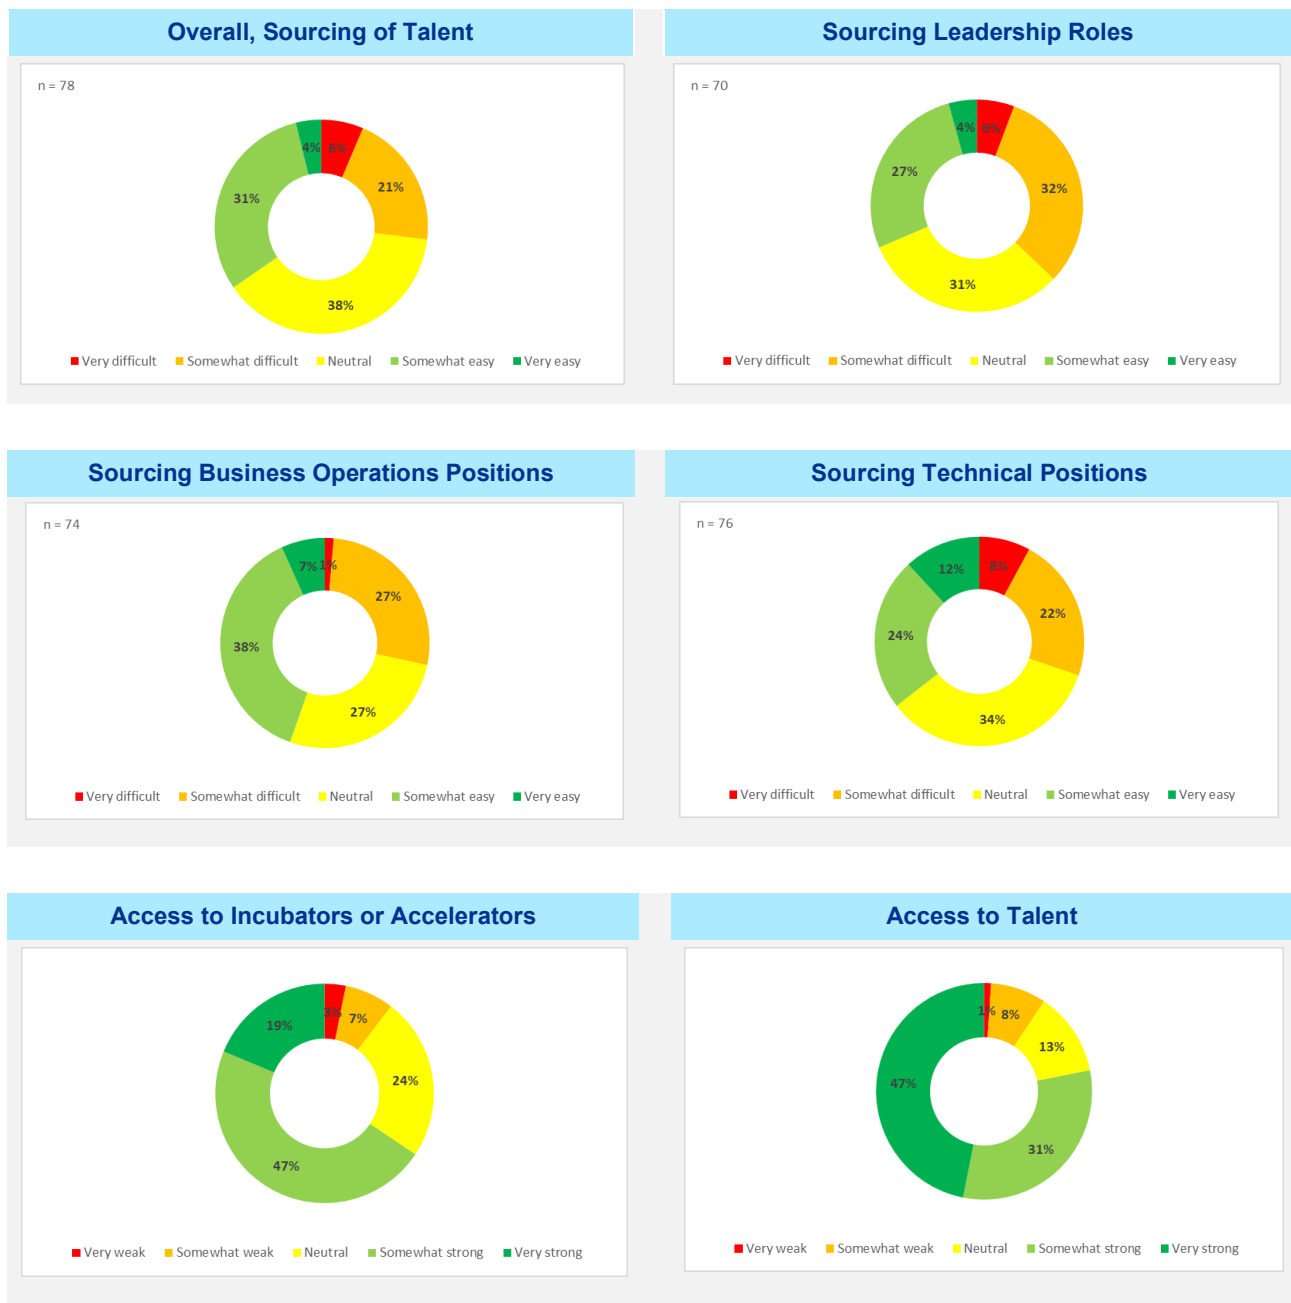 Overall, Sourcing of Talent
n = 78
4%
6%
21%
31%
38%
Very difficult Somewhat difficult Neutral Somewhat easy Very easy
Sourcing Leadership Roles
n = 70
4%
6%
27%
32%
31%
Very difficult Somewhat difficult Neutral Somewhat easy Very easy
Sourcing Business Operations Positions
n = 74
7%
1%
27%
38%
27%
Very difficult Somewhat difficult Neutral Somewhat easy Very easy
Sourcing Technical Positions
n = 76
12%
8%
22%
24%
34%
Very difficult Somewhat difficult Neutral Somewhat easy Very easy
Access to Incubators or Accelerators
3%
7%
19%
24%
47%
Very weak Somewhat weak Neutral Somewhat strong Very strong
Access to Talent
1%
8%
13%
47%
31%
Very weak Somewhat weak Neutral Somewhat strong Very strong